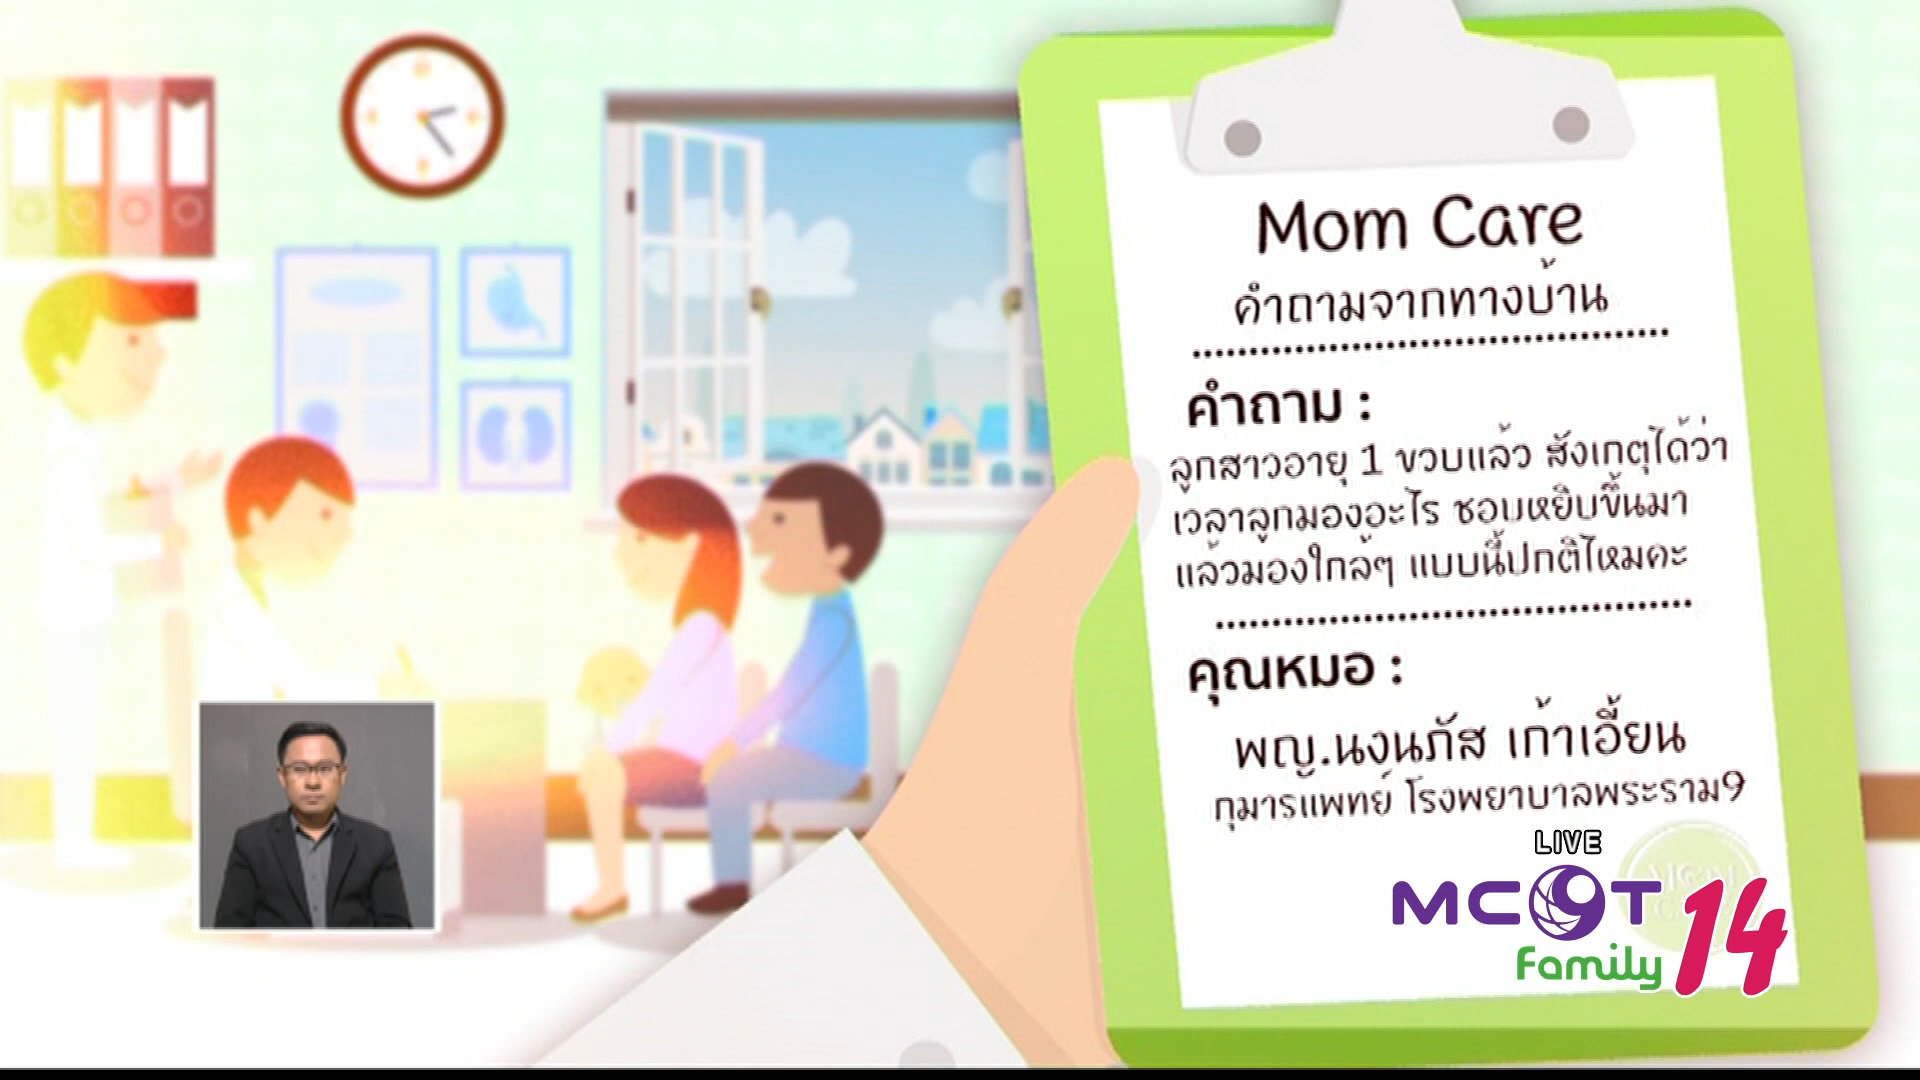 Mom Care
คำถามจากทางบ้าน
คำถาม :
ลูกสาวอายุ 1 ขวบแล้ว สังเกตุได้ว่า
เวลาลูกมองอะไร ชอบหยิบขึ้นมา
แล้วมองใกล้ๆ แบบนี้ปกติไหมคะ
คุณหมอ :
พญ.นงนภัส เก้าเอี้ยน
กุมารแพทย์ โรงพยาบาลพระราม9
LIVE
MCOT
Family 14